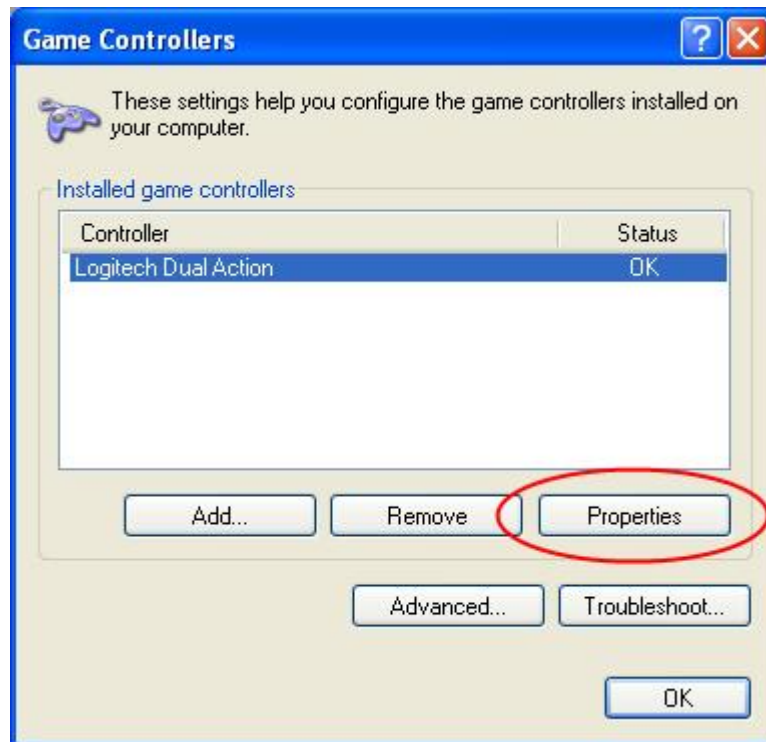 Game Controllers
These settings help you configure the game controllers installed on
your computer.
Installed game controllers
Controller Status
Logitech Dual Action OK
Add... Remove Properties
Advanced... Troubleshoot...
OK